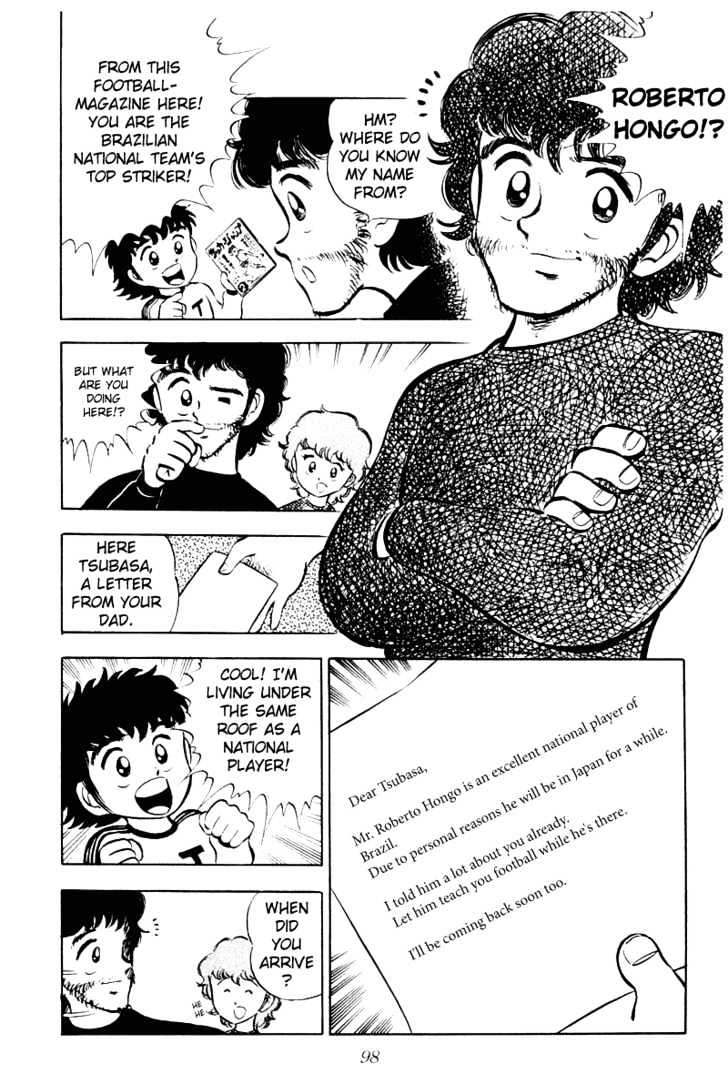 ROBERTO
HONGO!?
HM?
WHERE DO
YOU KNOW
MY NAME
FROM?
FROM THIS
FOOTBALL-
MAGAZINE HERE!
YOU ARE THE
BRAZILIAN
NATIONAL TEAM'S
TOP STRIKER!
T
BUT WHAT
ARE YOU
DOING
HERE!?
HERE
TSUBASA,
A LETTER
FROM YOUR
DAD.
COOL! I'M
LIVING UNDER
THE SAME
ROOF AS A
NATIONAL
PLAYER!
T
Dear Tsubasa,
Mr. Roberto Hongo is an excellent national player of
Brazil.
Due to personal reasons he will be in Japan for a while.
I told him a lot about you already.
Let him teach you football while he's there.
I'll be coming back soon too.
WHEN
DID
YOU
ARRIVE
?
HE
HE
98